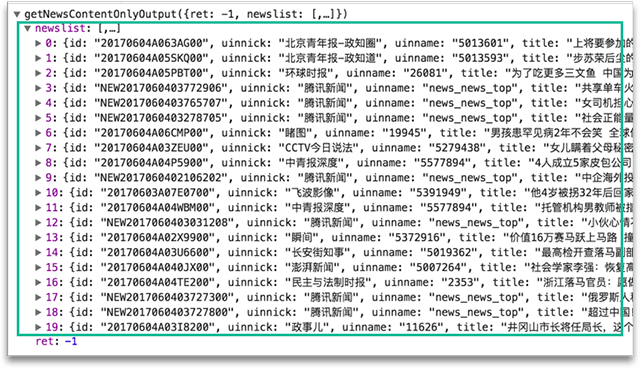 ▼ getNewsContentOnlyOutput({ret: -1, newslist: [,…]})
▼ newslist: [,…]
▶ 0: {id: "20170604A063AG00", uinnick: "北京青年报-政知圈", uinname: "5013601", title: "上将要参加的
▶ 1: {id: "20170604A05SKQ00", uinnick: "北京青年报-政知道", uinname: "5013593", title: "步苏荣后尘的
▶ 2: {id: "20170604A05PBT00", uinnick: "环球时报", uinname: "26081", title: "为了吃更多三文鱼 中国为
▶ 3: {id: "NEW2017060403772906", uinnick: "腾讯新闻", uinname: "news_news_top", title: "共享单车火
▶ 4: {id: "NEW2017060403765707", uinnick: "腾讯新闻", uinname: "news_news_top", title: "女司机担心
▶ 5: {id: "NEW2017060403278705", uinnick: "腾讯新闻", uinname: "news_news_top", title: "社会正能量
▶ 6: {id: "20170604A06CMP00", uinnick: "睹图", uinname: "19945", title: "男孩患罕见病2年不会笑 全球
▶ 7: {id: "20170604A03ZEU00", uinnick: "CCTV今日说法", uinname: "5279438", title: "女儿瞒着父母秘密
▶ 8: {id: "20170604A04P5900", uinnick: "中青报深度", uinname: "5577894", title: "4人成立5家皮包公司
▶ 9: {id: "NEW2017060402106202", uinnick: "腾讯新闻", uinname: "news_news_top", title: "中企海外投
▶ 10: {id: "20170603A07E0700", uinnick: "飞波影像", uinname: "5391949", title: "他4岁被拐32年后回家
▶ 11: {id: "20170604A04WBM00", uinnick: "中青报深度", uinname: "5577894", title: "托管机构男教师被指
▶ 12: {id: "NEW2017060403031208", uinnick: "腾讯新闻", uinname: "news_news_top", title: "小伙心情不
▶ 13: {id: "20170604A02X9900", uinnick: "瞬间", uinname: "5372916", title: "价值16万赛马跃上马路 撞
▶ 14: {id: "20170604A03U6600", uinnick: "长安街知事", uinname: "5019362", title: "最高检开查落马副部
▶ 15: {id: "20170604A040JX00", uinnick: "澎湃新闻", uinname: "5007264", title: "社会学家李强：恢复高
▶ 16: {id: "20170604A04TE200", uinnick: "民主与法制时报", uinname: "2353", title: "浙江落马官员：愿做
▶ 17: {id: "NEW2017060403727300", uinnick: "腾讯新闻", uinname: "news_news_top", title: "俄罗斯人
▶ 18: {id: "NEW2017060403727800", uinnick: "腾讯新闻", uinname: "news_news_top", title: "超过中国!
▶ 19: {id: "20170604A03I8200", uinnick: "政事儿", uinname: "11626", title: "井冈山市长将任局长，这个
ret: -1